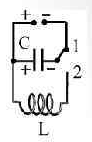 + -
C + - 1
2
L